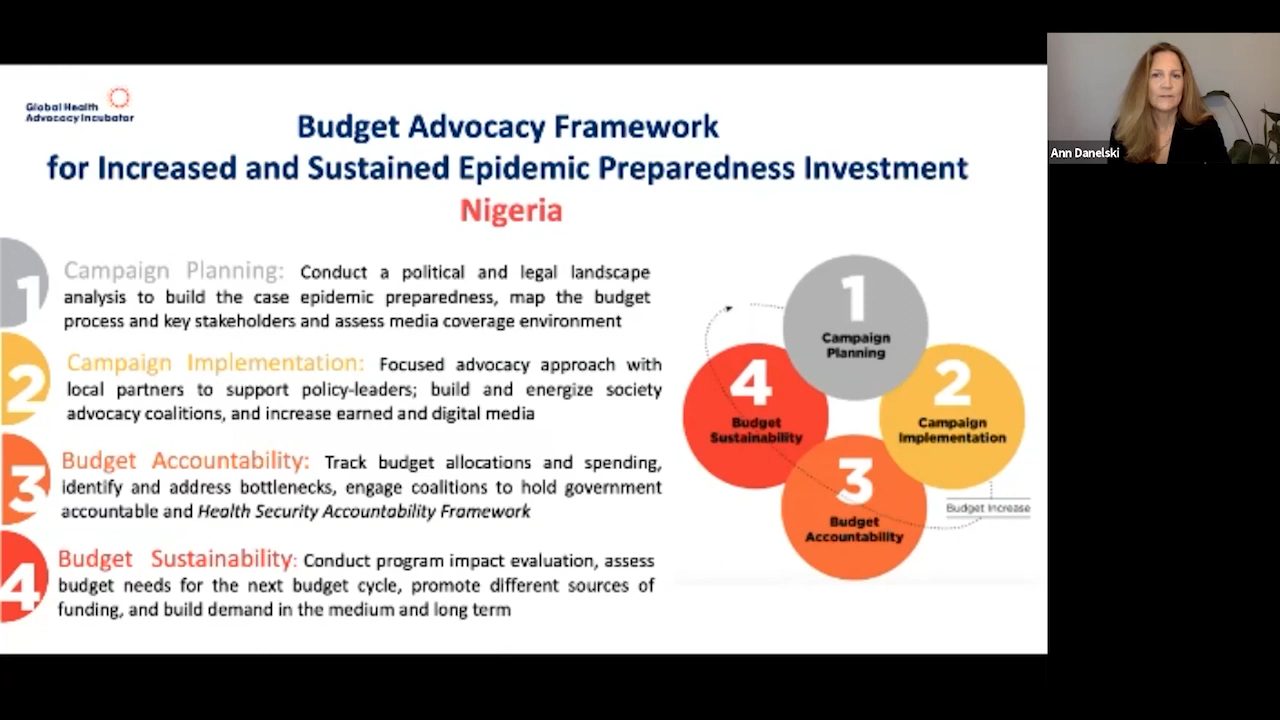 Global Health
Advocacy Incubator
Budget Advocacy Framework
for Increased and Sustained Epidemic Preparedness Investment
Nigeria
1
Campaign Planning: Conduct a political and legal landscape
analysis to build the case epidemic preparedness, map the budget
process and key stakeholders and assess media coverage environment
2
Campaign Implementation: Focused advocacy approach with
local partners to support policy-leaders; build and energize society
advocacy coalitions, and increase earned and digital media
3
Budget Accountability: Track budget allocations and spending,
identify and address bottlenecks, engage coalitions to hold government
accountable and Health Security Accountability Framework
4
Budget Sustainability: Conduct program impact evaluation, assess
budget needs for the next budget cycle, promote different sources of
funding, and build demand in the medium and long term
1
Campaign
Planning
2
Campaign
Implementation
3
Budget
Accountability
4
Budget
Sustainability
Budget Increase
Ann Danelski